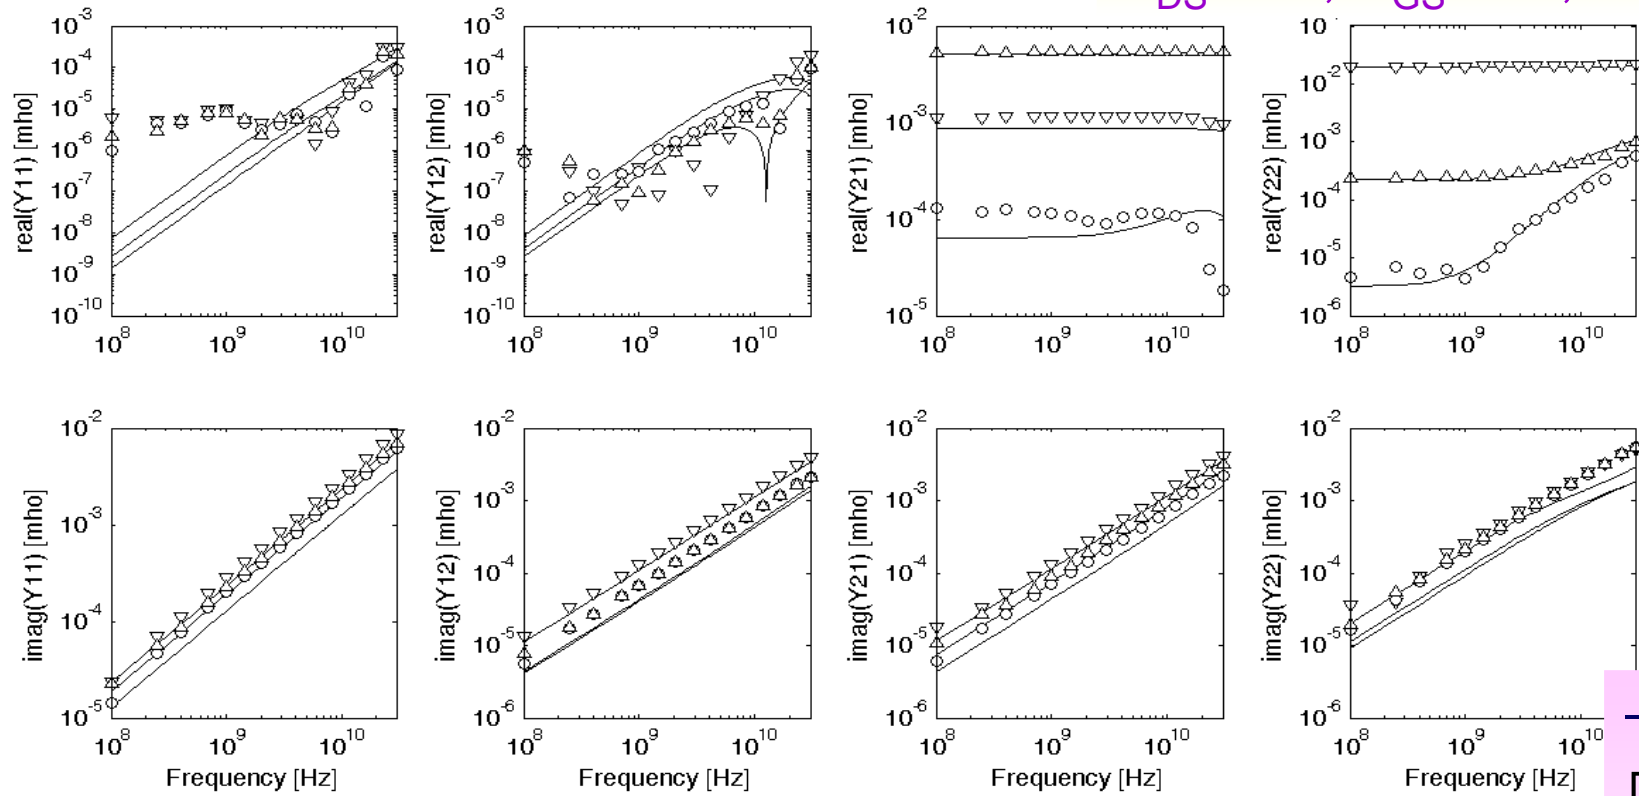 DS , GS ,
real(Y11) [mho]
10^-3
10^-4
10^-5
10^-6
10^-7
10^-8
10^-9
10^-10
10^8 10^9 10^10
real(Y12) [mho]
10^-3
10^-4
10^-5
10^-6
10^-7
10^-8
10^-9
10^-10
10^8 10^9 10^10
real(Y21) [mho]
10^-2
10^-3
10^-4
10^-5
10^8 10^9 10^10
real(Y22) [mho]
10^-2
10^-3
10^-4
10^-5
10^-6
10^8 10^9 10^10
imag(Y11) [mho]
10^-2
10^-3
10^-4
10^-5
10^8 10^9 10^10
Frequency [Hz]
imag(Y12) [mho]
10^-2
10^-3
10^-4
10^-5
10^-6
10^8 10^9 10^10
Frequency [Hz]
imag(Y21) [mho]
10^-2
10^-3
10^-4
10^-5
10^-6
10^8 10^9 10^10
Frequency [Hz]
imag(Y22) [mho]
10^-2
10^-3
10^-4
10^-5
10^-6
10^8 10^9 10^10
Frequency [Hz]